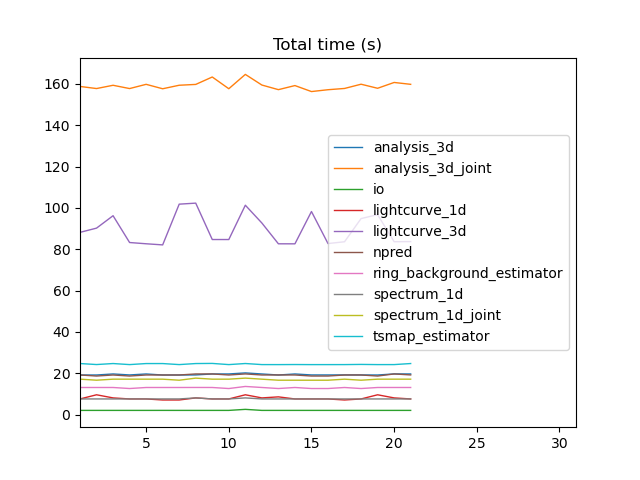 Total time (s)
160
140
120
100
80
60
40
20
0
analysis_3d
analysis_3d_joint
io
lightcurve_1d
lightcurve_3d
npred
ring_background_estimator
spectrum_1d
spectrum_1d_joint
tsmap_estimator
5 10 15 20 25 30